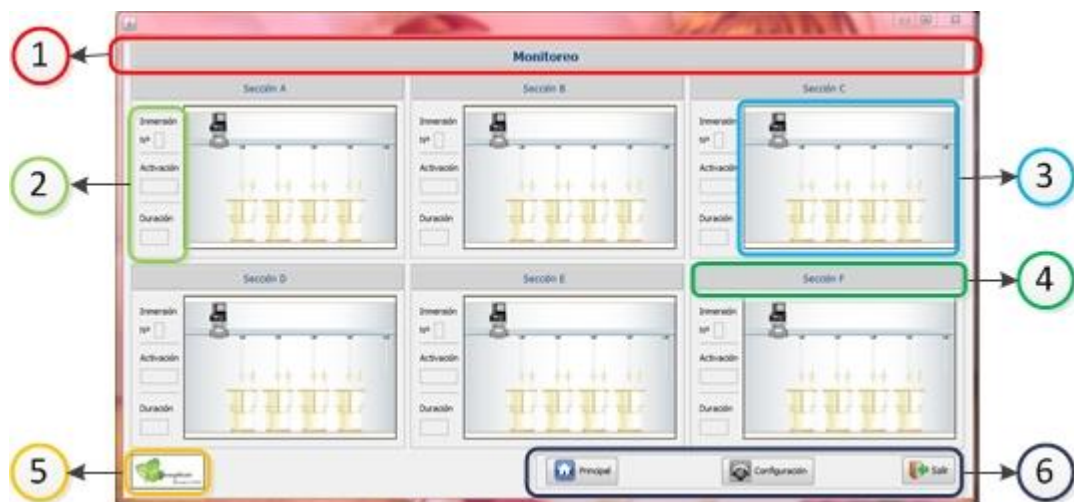 1
Monitoreo
Sección A
Sección B
Sección C
Inmersión
Nº
Activación
Duración
Inmersión
Nº
Activación
Duración
Inmersión
Nº
Activación
Duración
2
3
4
Sección D
Sección E
Sección F
Inmersión
Nº
Activación
Duración
Inmersión
Nº
Activación
Duración
Inmersión
Nº
Activación
Duración
5
Principal
Configuración
Salir
6